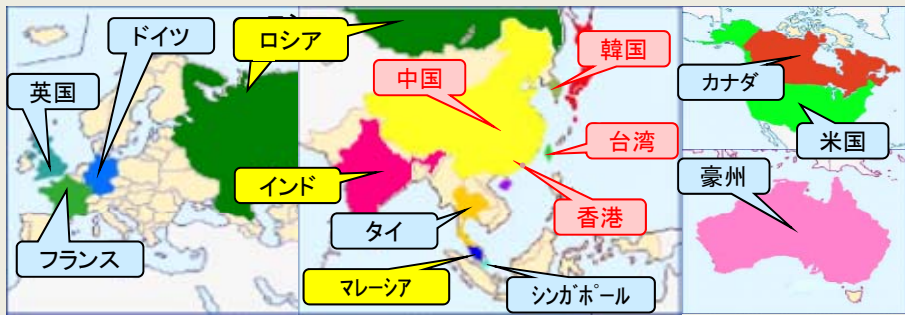 ドイツ
ロシア
英国
フランス
中国
韓国
台湾
インド
香港
タイ
マレーシア
シンガポール
カナダ
米国
豪州